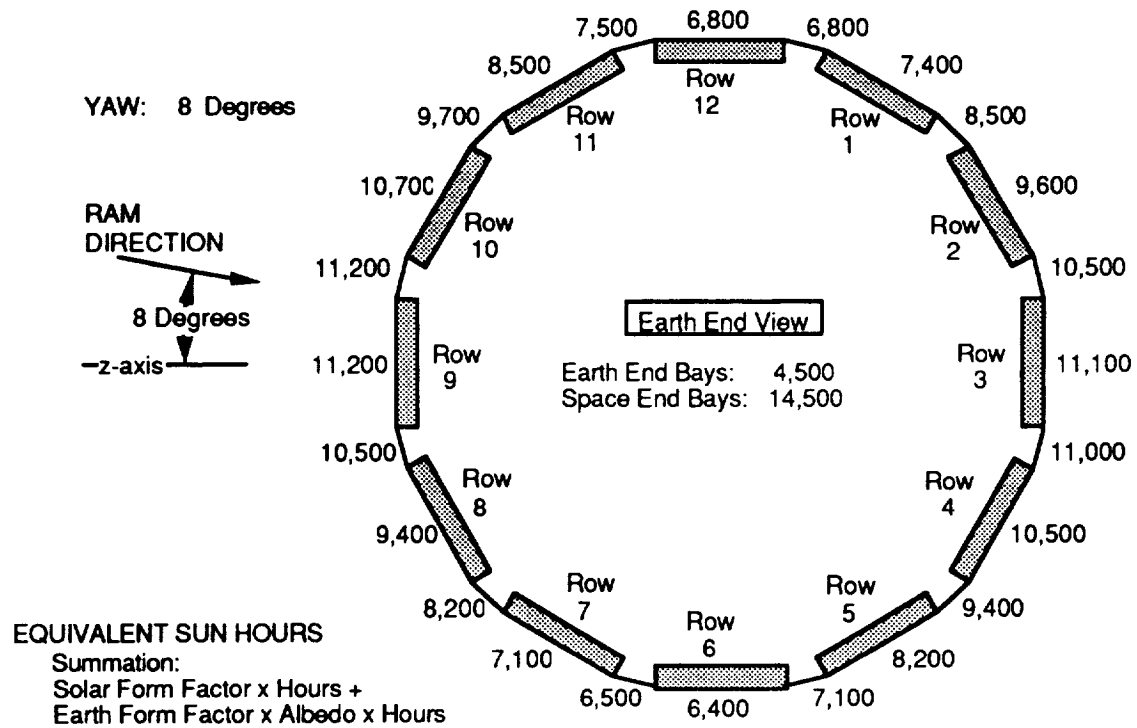 7,500
6,800
6,800
8,500
7,400
YAW: 8 Degrees
Row
12
9,700
Row
11
Row
1
8,500
10,700
9,600
RAM
DIRECTION
Row
10
Row
2
11,200
10,500
8 Degrees
Earth End View
-z-axis
11,200
Row
9
Earth End Bays: 4,500
Space End Bays: 14,500
Row
3
11,100
10,500
11,000
Row
8
Row
4
9,400
10,500
Row
7
Row
5
8,200
Row
6
9,400
EQUIVALENT SUN HOURS
Summation:
Solar Form Factor x Hours +
Earth Form Factor x Albedo x Hours
7,100
8,200
6,500
6,400
7,100